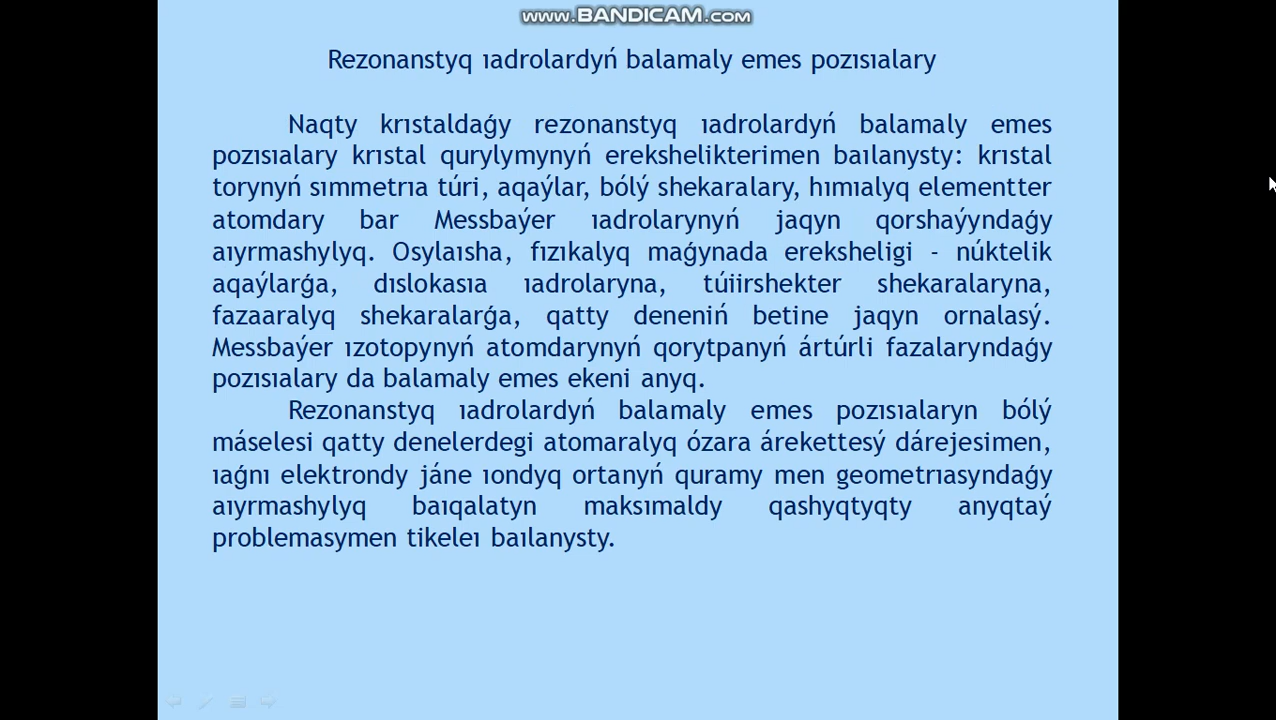 www.BANDICAM.com
Rezonanstyq ıadrolardyń balamaly emes pozısıalary
Naqty krıstaldaǵy rezonanstyq ıadrolardyń balamaly emes
pozısıalary krıstal qurylymynyń erekshelikterimen baılanysty: krıstal
torynyń sımmetrıa túri, aqaýlar, bólý shekaralary, hımıalyq elementter
atomdary bar Messbaýer ıadrolarynyń jaqyn qorshaýyndaǵy
aıyrmashylyq. Osylaısha, fızıkalyq maǵynada ereksheligi - núktelik
aqaýlarǵa, dıslokasıa ıadrolaryna, túiirshekter shekaralaryna,
fazaaralyq shekaralarǵa, qatty deneniń betine jaqyn ornalasý.
Messbaýer ızotopynyń atomdarynyń qorytpanyń ártúrli fazalaryndaǵy
pozısıalary da balamaly emes ekeni anyq.
Rezonanstyq ıadrolardyń balamaly emes pozısıalaryn bólý
máselesi qatty denelerdegi atomaralyq ózara árekettesý dárejesimen,
ıaǵnı elektrondy jáne ıondyq ortanyń quramy men geometrıasyndaǵy
aıyrmashylyq baıqalatyn maksımaldy qashyqtyqty anyqtaý
problemasymen tikeleı baılanysty.